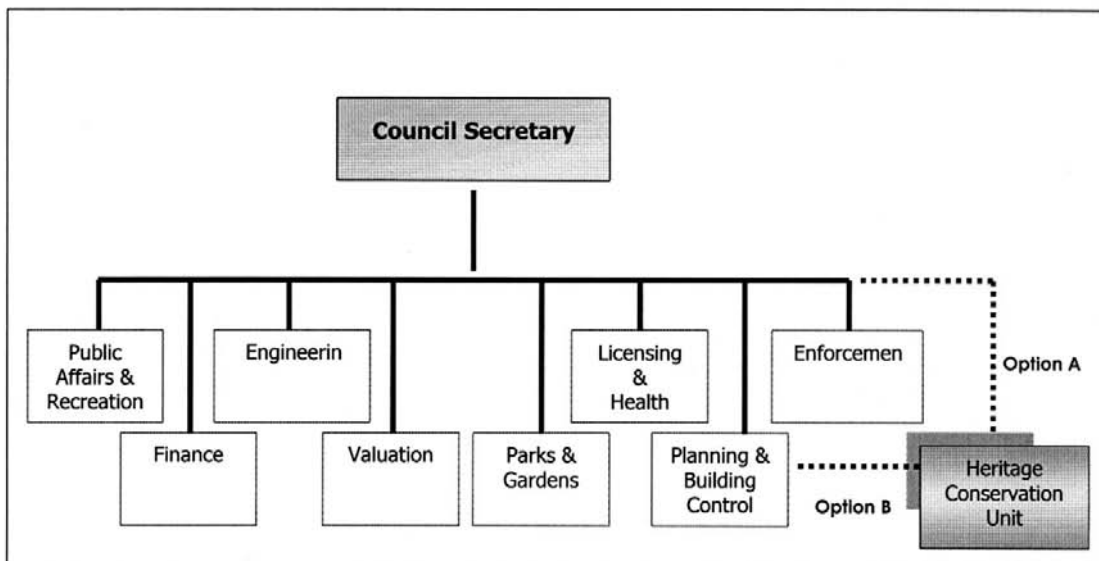 Council Secretary
Public
Affairs &
Recreation
Engineerin
Licensing
&
Health
Enforcemen
Option A
Finance
Valuation
Parks &
Gardens
Planning &
Building
Control
Option B
Heritage
Conservation
Unit